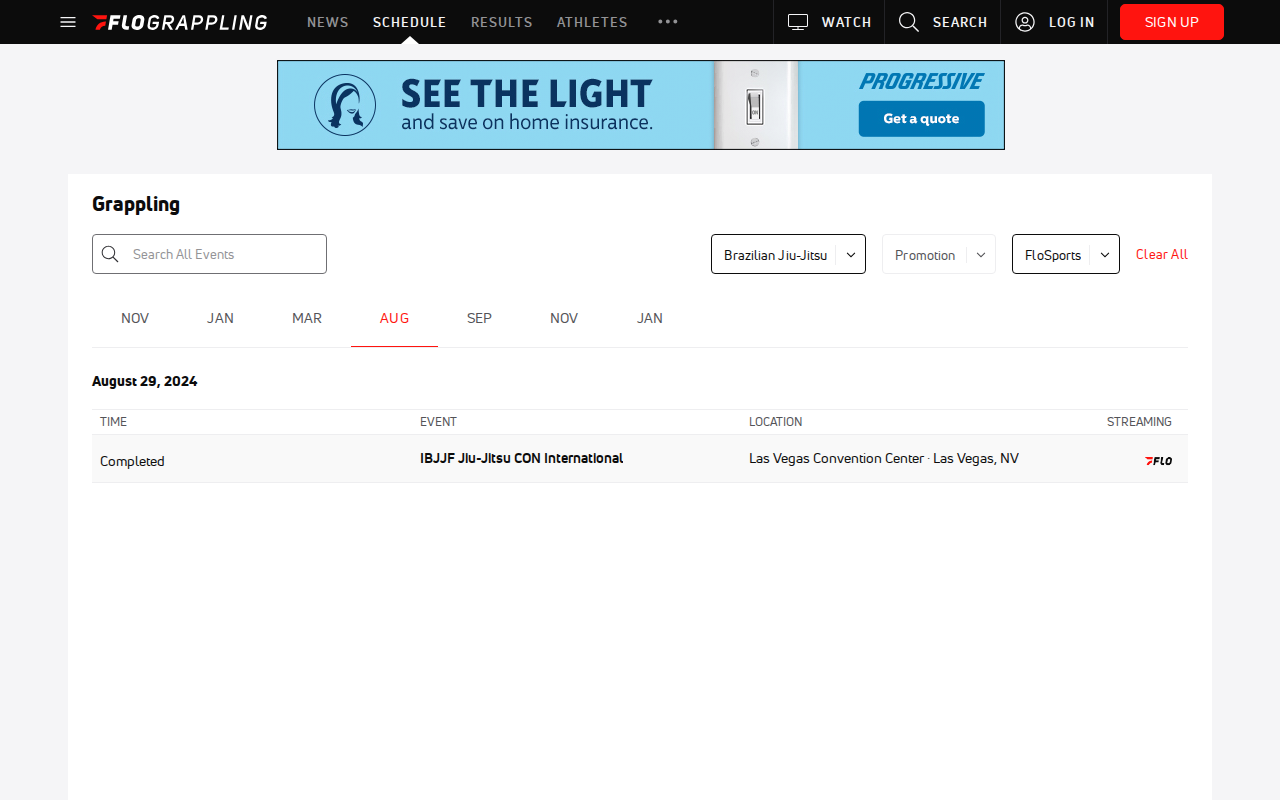 FLOGRAPPLING NEWS SCHEDULE RESULTS ATHLETES ••• WATCH SEARCH LOG IN SIGN UP
SEE THE LIGHT
and save on home insurance.
PROGRESSIVE
Get a quote
Grappling
Search All Events Brazilian Jiu-Jitsu Promotion FloSports Clear All
NOV JAN MAR AUG SEP NOV JAN
August 29, 2024
TIME EVENT LOCATION STREAMING
Completed IBJJF Jiu-Jitsu CON International Las Vegas Convention Center · Las Vegas, NV FLO